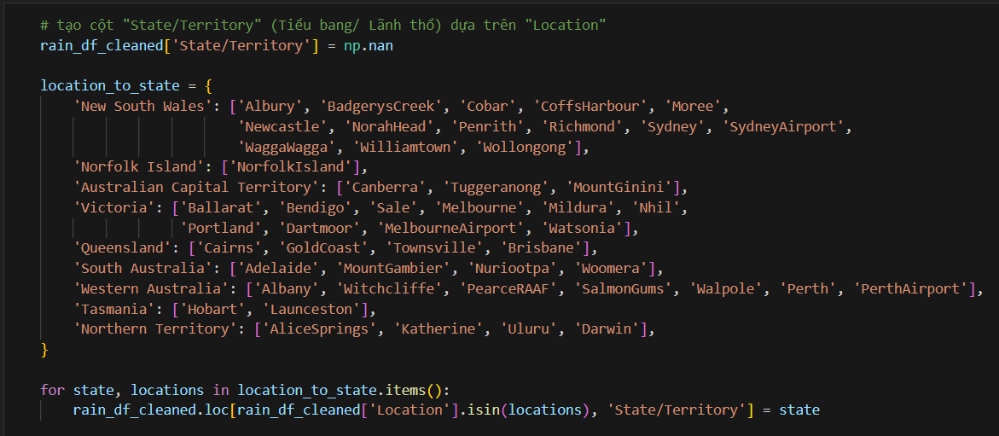 # tạo cột "State/Territory" (Tiểu bang/ Lãnh thổ) dựa trên "Location"
rain_df_cleaned['State/Territory'] = np.nan
location_to_state = {
'New South Wales': ['Albury', 'BadgerysCreek', 'Cobar', 'CoffsHarbour', 'Moree',
'Newcastle', 'NorahHead', 'Penrith', 'Richmond', 'Sydney', 'SydneyAirport',
'WaggaWagga', 'Williamtown', 'Wollongong'],
'Norfolk Island': ['NorfolkIsland'],
'Australian Capital Territory': ['Canberra', 'Tuggeranong', 'MountGinini'],
'Victoria': ['Ballarat', 'Bendigo', 'Sale', 'Melbourne', 'Mildura', 'Nhil',
'Portland', 'Dartmoor', 'MelbourneAirport', 'Watsonia'],
'Queensland': ['Cairns', 'GoldCoast', 'Townsville', 'Brisbane'],
'South Australia': ['Adelaide', 'MountGambier', 'Nuriootpa', 'Woomera'],
'Western Australia': ['Albany', 'Witchcliffe', 'PearceRAAF', 'SalmonGums', 'Walpole', 'Perth', 'PerthAirport'],
'Tasmania': ['Hobart', 'Launceston'],
'Northern Territory': ['AliceSprings', 'Katherine', 'Uluru', 'Darwin'],
}
for state, locations in location_to_state.items():
rain_df_cleaned.loc[rain_df_cleaned['Location'].isin(locations), 'State/Territory'] = state